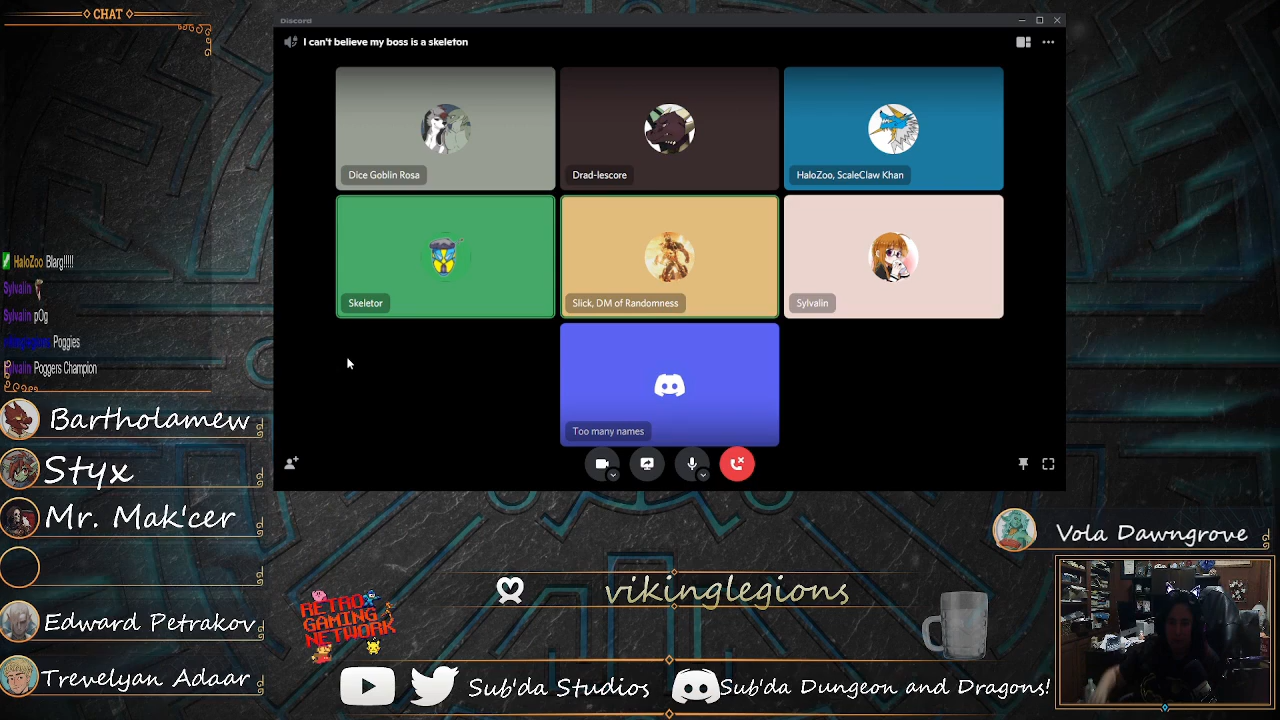 CHAT
Discord
I can't believe my boss is a skeleton
Dice Goblin Rosa
Drad-lescore
HaloZoo, ScaleClaw Khan
Skeletor
Slick, DM of Randomness
Sylvalin
Too many names
HaloZoo Blarg!!!!!
Sylvalin
Sylvalin pOg
vikinglegions Poggies
Sylvalin Poggers Champion
Bartholamew
Styx
Mr. Mak'cer
Edward Petrakov
Trevelyan Adaar
Vola Dawngrove
vikinglegions
RETRO
GAMING
NETWORK
Sub'da Studios
Sub'da Dungeon and Dragons!